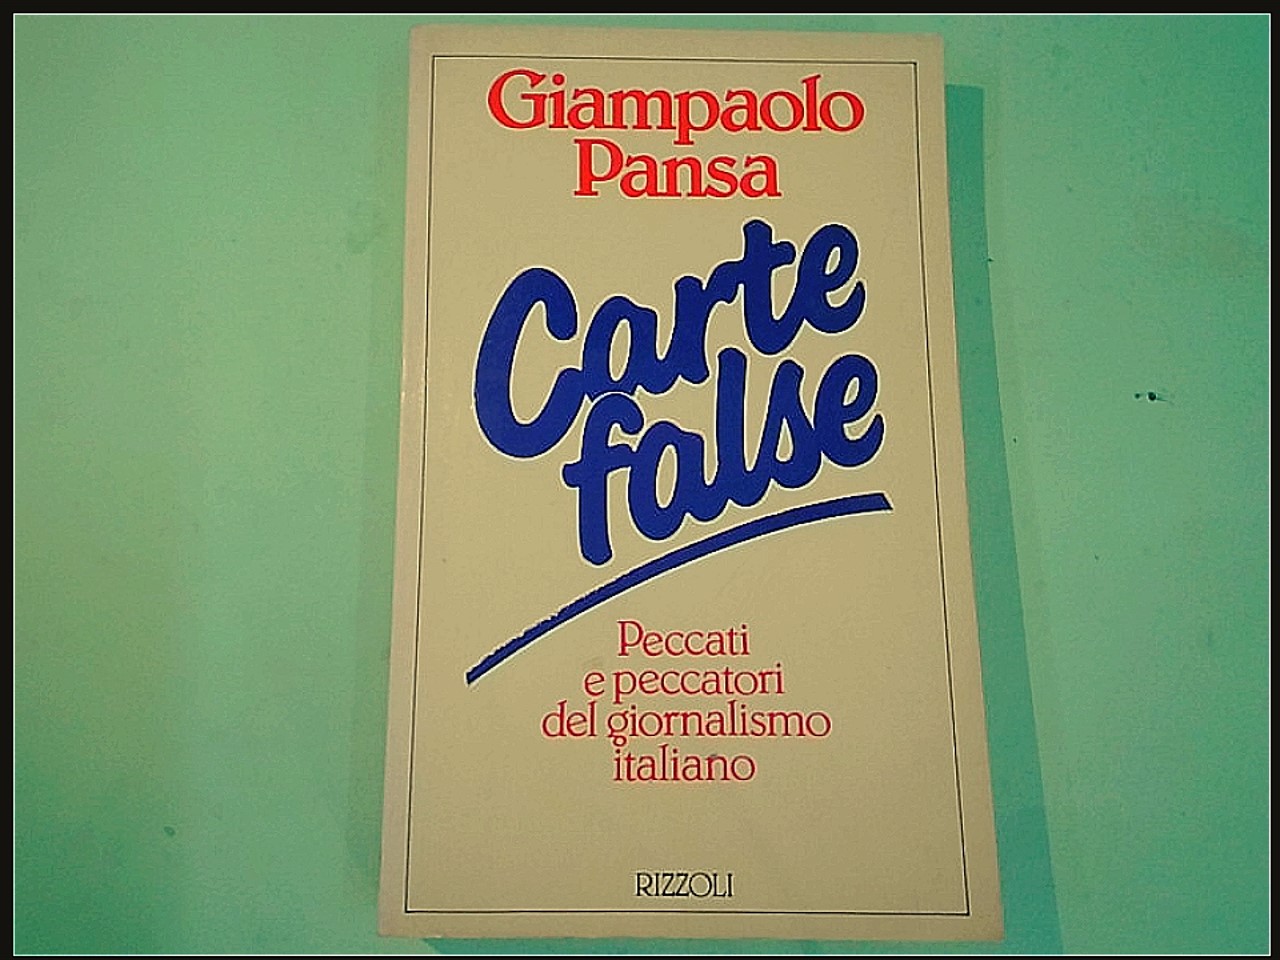 Giampaolo
Pansa
Carte
false
Peccati
e peccatori
del giornalismo
italiano
RIZZOLI